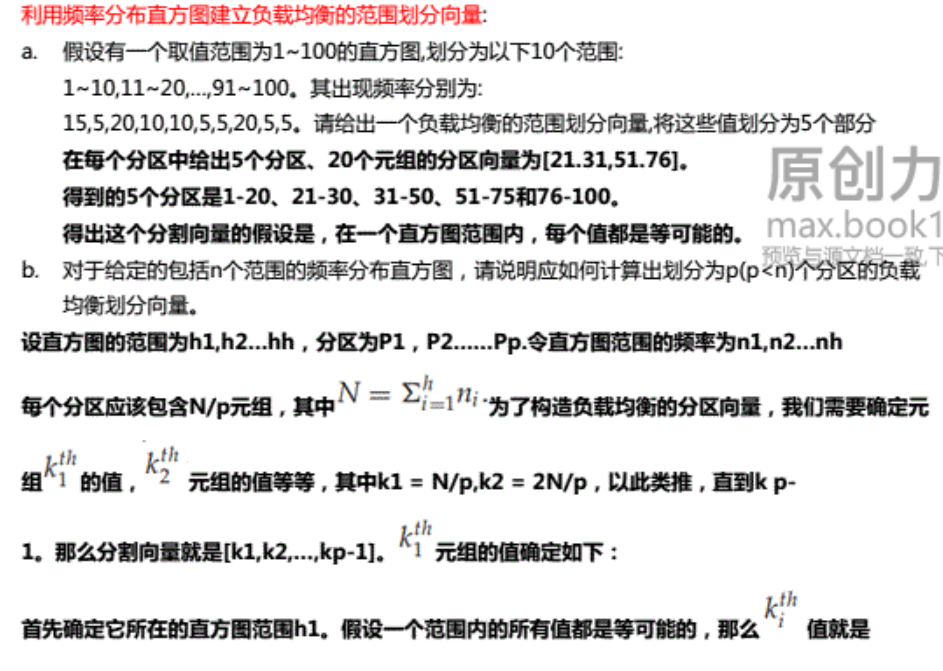 利用频率分布直方图建立负载均衡的范围划分向量:
a. 假设有一个取值范围为1~100的直方图,划分为以下10个范围:
1~10,11~20,...,91~100。其出现频率分别为:
15,5,20,10,10,5,5,20,5,5。请给出一个负载均衡的范围划分向量,将这些值划分为5个部分
在每个分区中给出5个分区、20个元组的分区向量为[21.31,51.76]。
得到的5个分区是1-20、21-30、31-50、51-75和76-100。
得出这个分割向量的假设是，在一个直方图范围内，每个值都是等可能的。
原创力
max.book1
预览与源文档一致,下
b. 对于给定的包括n个范围的频率分布直方图，请说明应如何计算出划分为p(p<n)个分区的负载
均衡划分向量。
设直方图的范围为h1,h2...hh，分区为P1，P2......Pp.令直方图范围的频率为n1,n2...nh
每个分区应该包含N/p元组，其中 N = Σ_{i=1}^{h} n_i. 为了构造负载均衡的分区向量，我们需要确定元
组 k_1^{th} 的值， k_2^{th} 元组的值等等，其中k1 = N/p,k2 = 2N/p，以此类推，直到k p-
1。那么分割向量就是[k1,k2,...,kp-1]。 k_1^{th} 元组的值确定如下：
首先确定它所在的直方图范围h1。假设一个范围内的所有值都是等可能的，那么 k_i^{th} 值就是